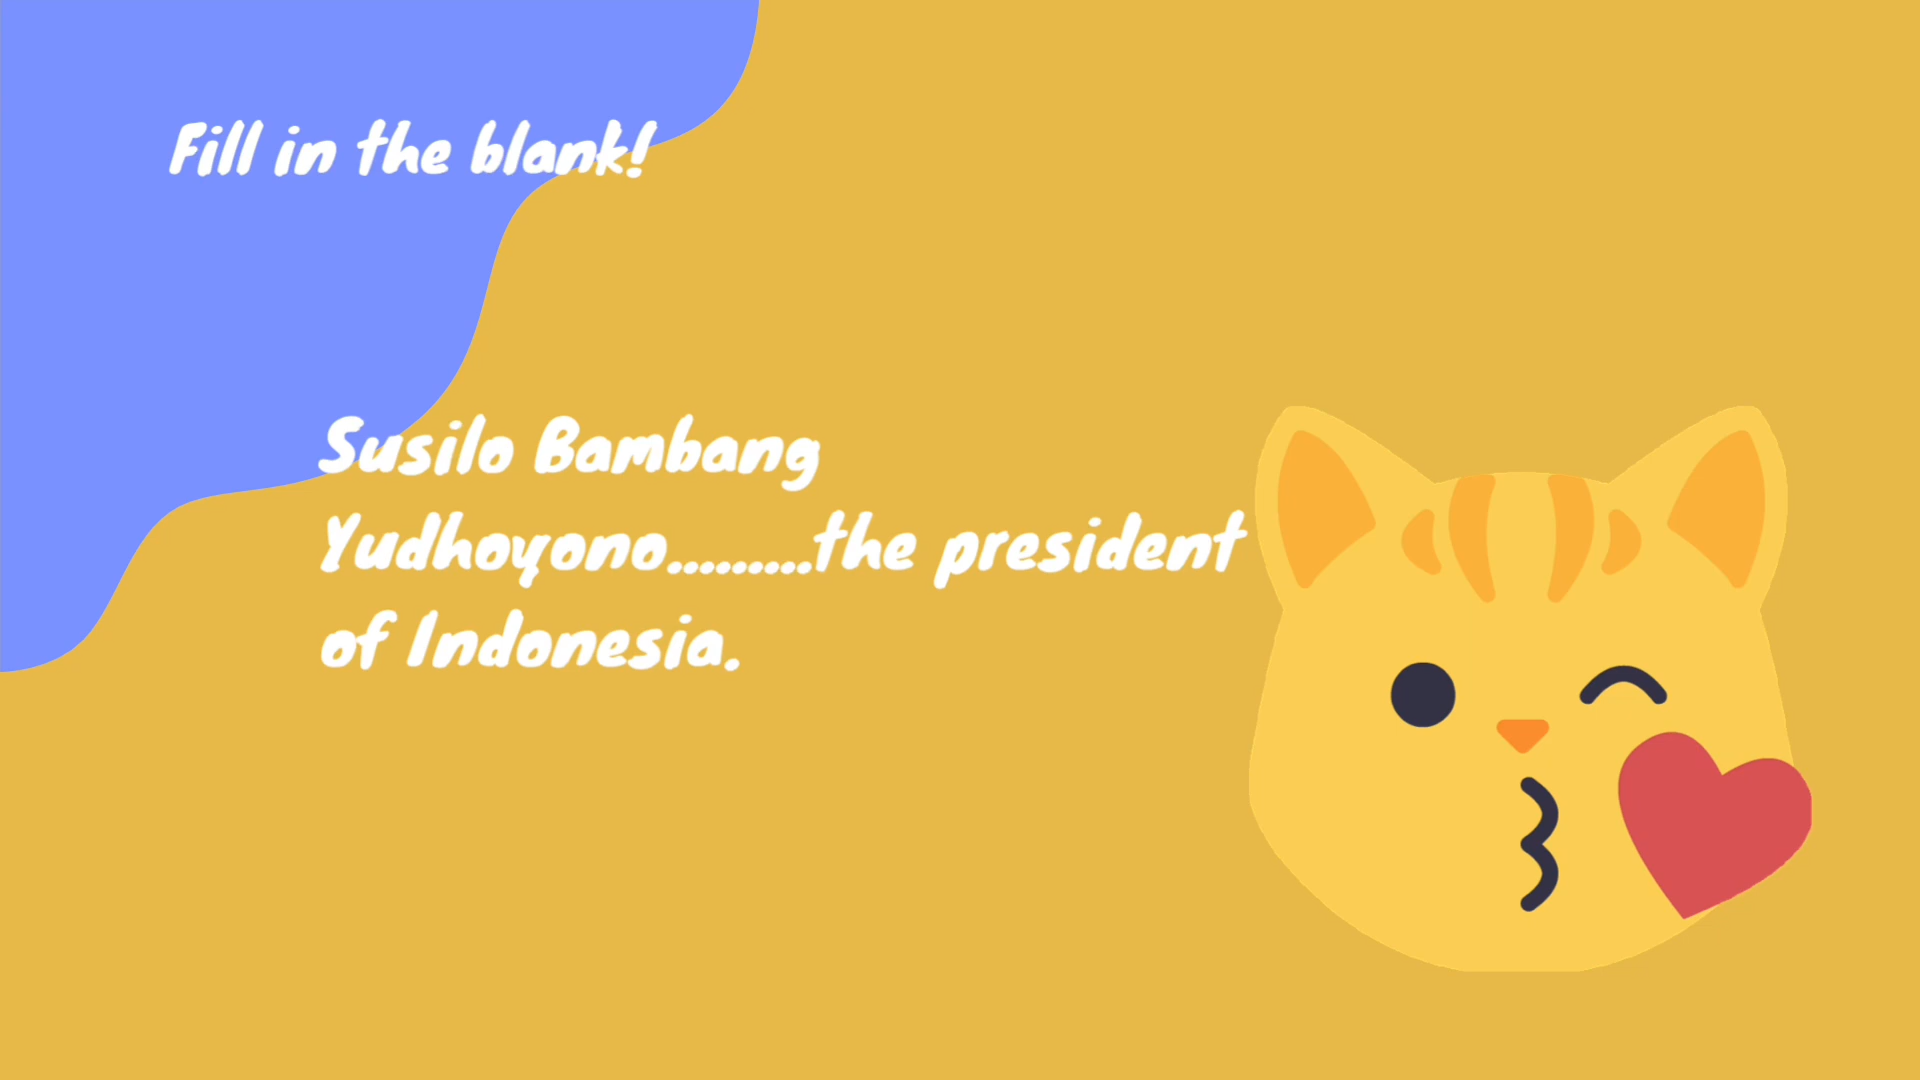 Fill in the blank!
Susilo Bambang
Yudhoyono.........the president
of Indonesia.